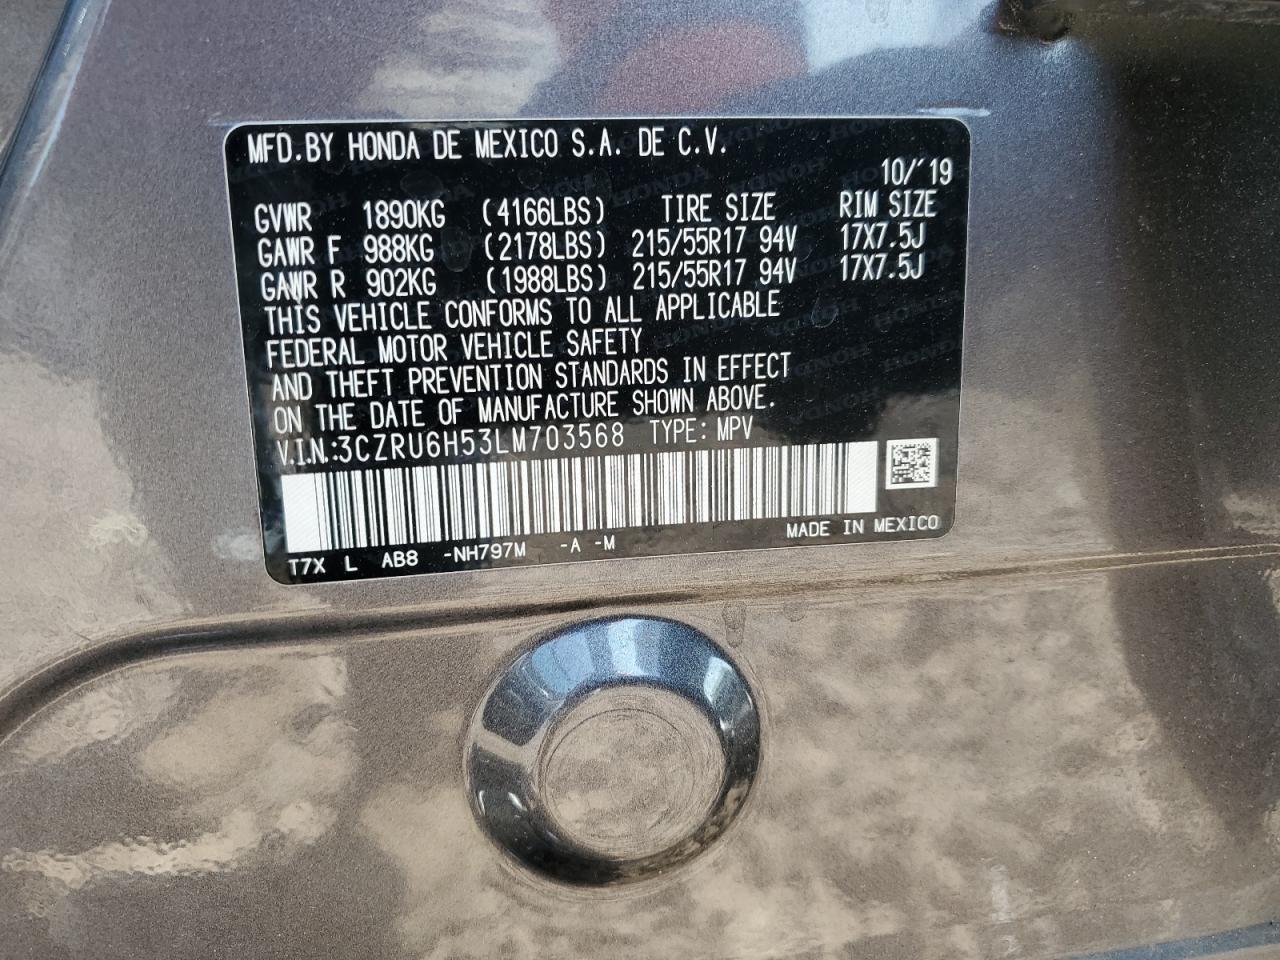 MFD.BY HONDA DE MEXICO S.A. DE C.V.
10/'19
GVWR 1890KG (4166LBS) TIRE SIZE RIM SIZE
GAWR F 988KG (2178LBS) 215/55R17 94V 17X7.5J
GAWR R 902KG (1988LBS) 215/55R17 94V 17X7.5J
THIS VEHICLE CONFORMS TO ALL APPLICABLE
FEDERAL MOTOR VEHICLE SAFETY
AND THEFT PREVENTION STANDARDS IN EFFECT
ON THE DATE OF MANUFACTURE SHOWN ABOVE.
V.I.N.:3CZRU6H53LM703568 TYPE: MPV
MADE IN MEXICO
T7X L AB8 -NH797M -A -M